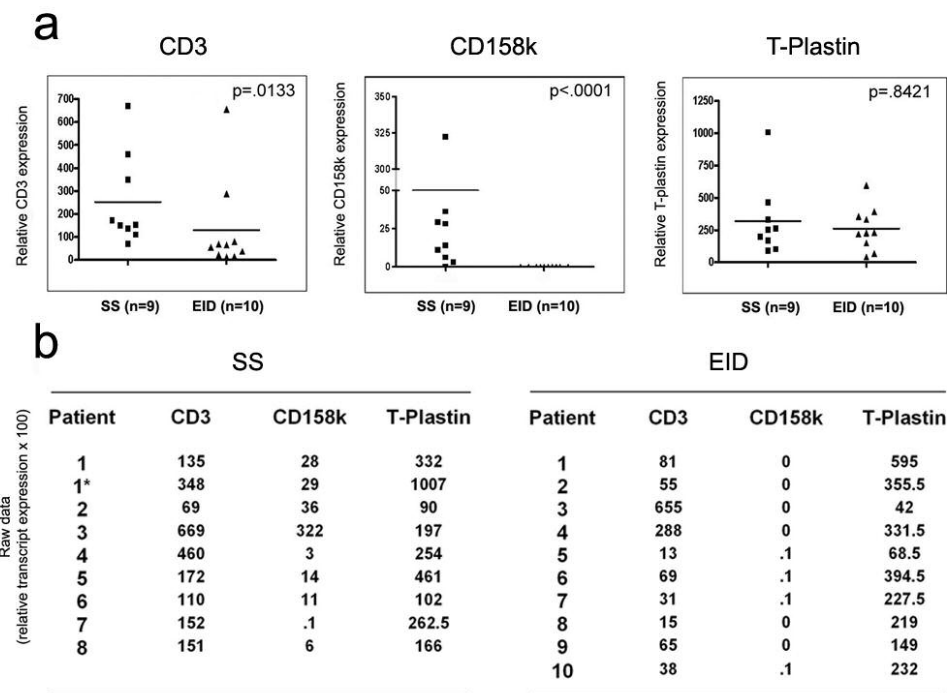 a
CD3 CD158k T-Plastin
p=.0133 p<.0001 p=.8421
Relative CD3 expression
700
600
500
400
300
200
100
0
SS (n=9) EID (n=10)
Relative CD158k expression
350
325
300
50
25
0
SS (n=9) EID (n=10)
Relative T-plastin expression
1250
1000
750
500
250
0
SS (n=9) EID (n=10)
b
SS EID
Raw data
(relative transcript expression x 100)
Patient CD3 CD158k T-Plastin Patient CD3 CD158k T-Plastin
1 135 28 332 1 81 0 595
1* 348 29 1007 2 55 0 355.5
2 69 36 90 3 655 0 42
3 669 322 197 4 288 0 331.5
4 460 3 254 5 13 .1 68.5
5 172 14 461 6 69 .1 394.5
6 110 11 102 7 31 .1 227.5
7 152 .1 262.5 8 15 0 219
8 151 6 166 9 65 0 149
10 38 .1 232